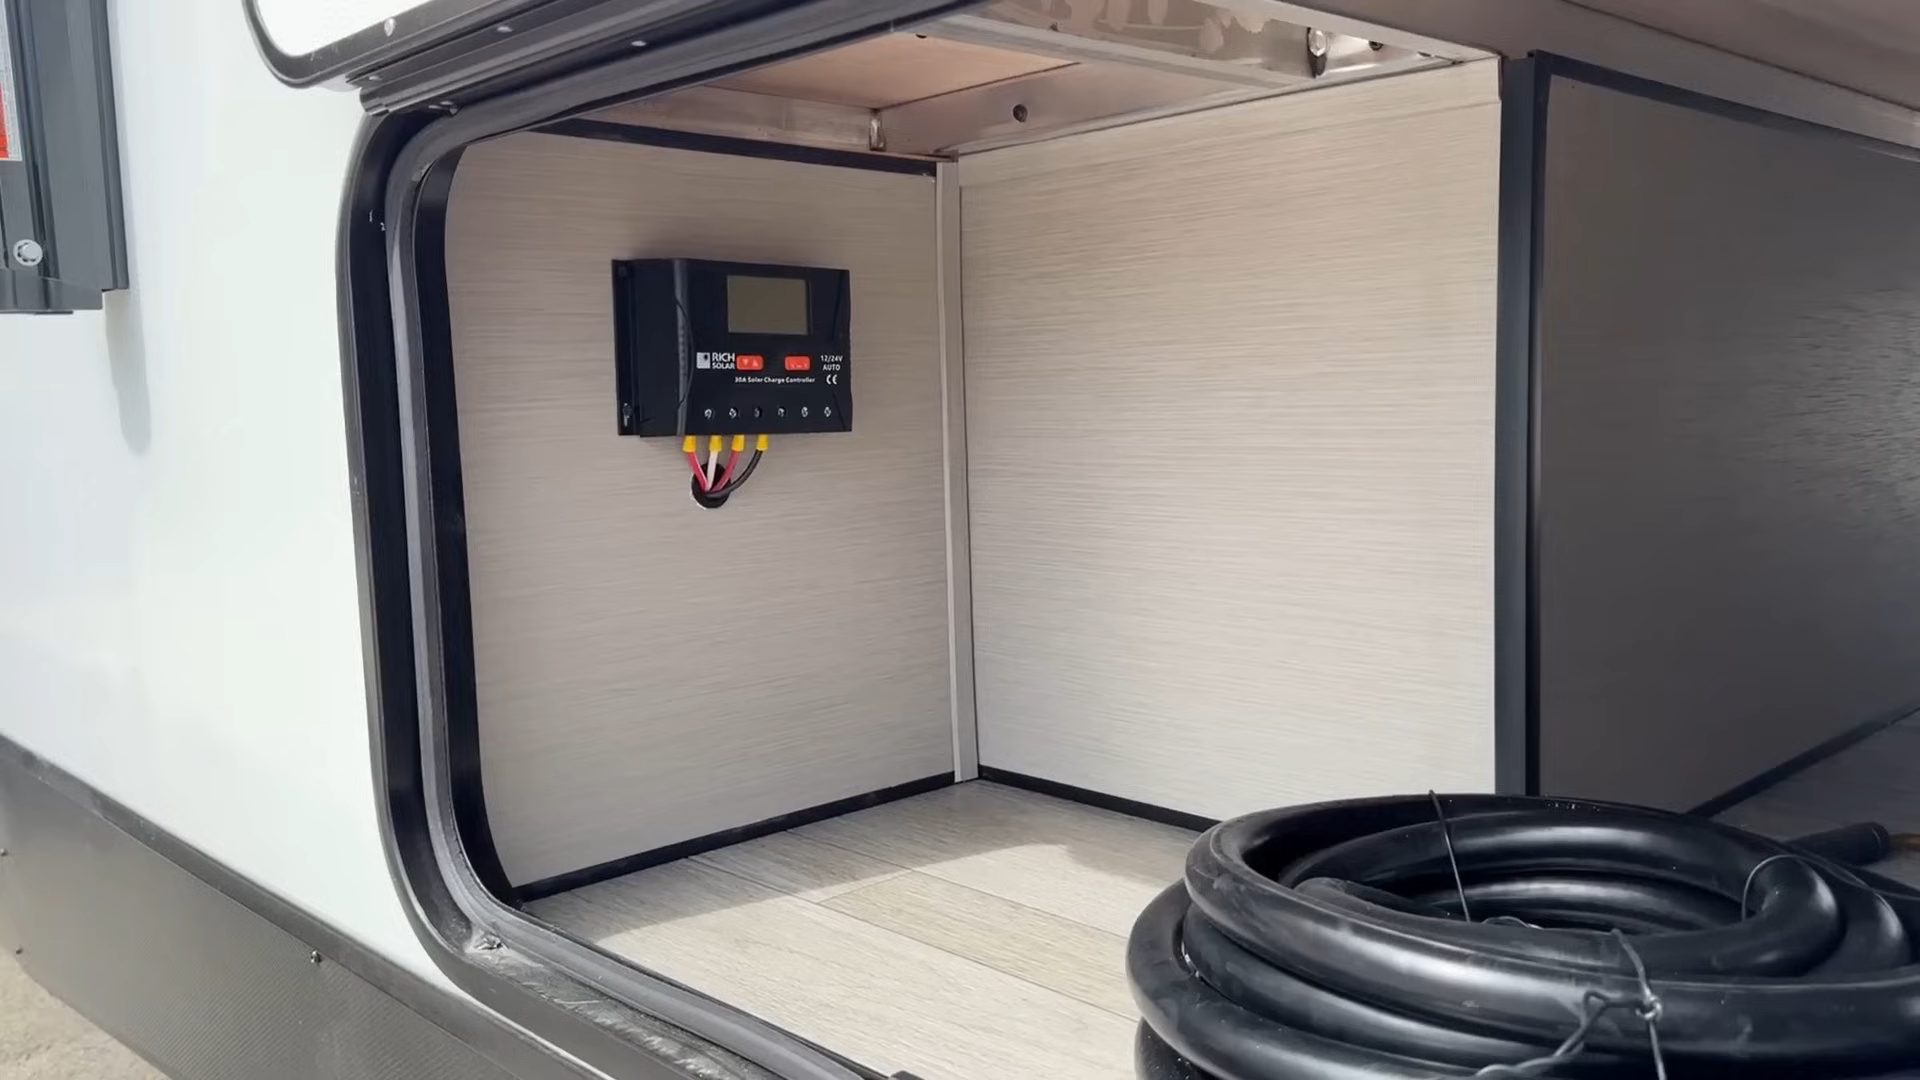 RICH
SOLAR
12/24V
AUTO
30A Solar Charge Controller
CE